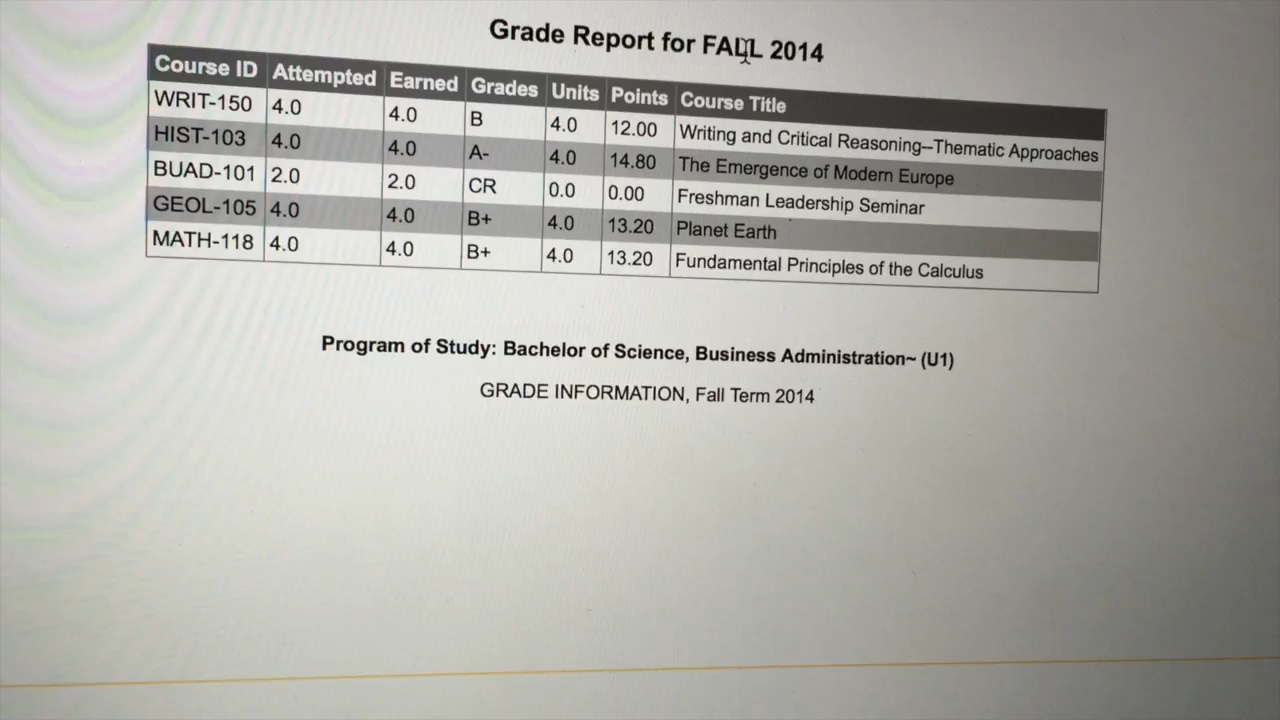 Grade Report for FALL 2014
Course ID Attempted Earned Grades Units Points Course Title
WRIT-150 4.0 4.0 B 4.0 12.00 Writing and Critical Reasoning--Thematic Approaches
HIST-103 4.0 4.0 A- 4.0 14.80 The Emergence of Modern Europe
BUAD-101 2.0 2.0 CR 0.0 0.00 Freshman Leadership Seminar
GEOL-105 4.0 4.0 B+ 4.0 13.20 Planet Earth
MATH-118 4.0 4.0 B+ 4.0 13.20 Fundamental Principles of the Calculus
Program of Study: Bachelor of Science, Business Administration~ (U1)
GRADE INFORMATION, Fall Term 2014